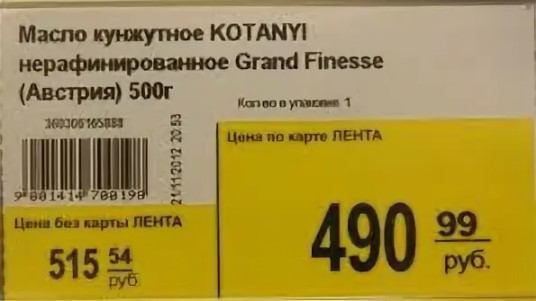 Масло кунжутное KOTANYI
нерафинированное Grand Finesse
(Австрия) 500г
Кол во в упаковке 1
Цена по карте ЛЕНТА
21/11/2012 20 53
9 001414 700198
Цена без карты ЛЕНТА
515 54
руб
490 99
руб.